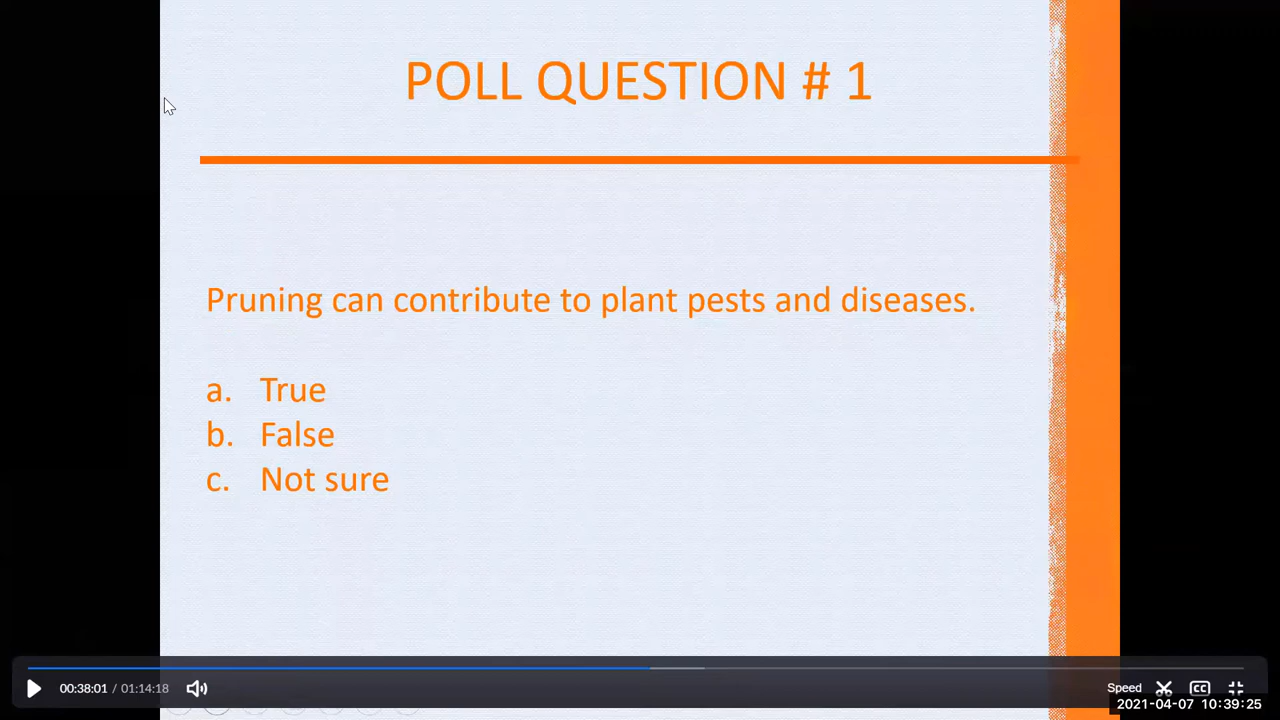 POLL QUESTION # 1
Pruning can contribute to plant pests and diseases.
a. True
b. False
c. Not sure
00:38:01 / 01:14:18
Speed
CC
2021-04-07 10:39:25